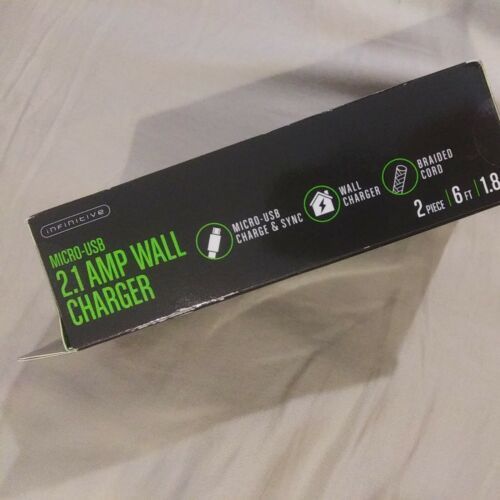 infinitive
MICRO-USB
2.1 AMP WALL
CHARGER
MICRO-USB
CHARGE & SYNC
WALL
CHARGER
BRAIDED
CORD
2 PIECE | 6 FT | 1.8